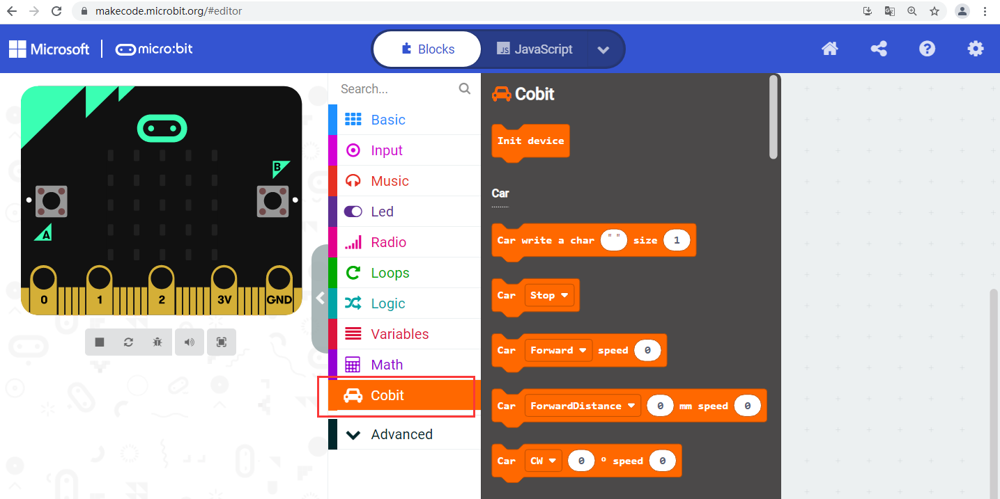 makecode.microbit.org/#editor
Microsoft
micro:bit
Blocks
JS JavaScript
B
A
0 1 2 3V GND
Search...
Basic
Input
Music
Led
Radio
Loops
Logic
Variables
Math
Cobit
Advanced
Cobit
Init device
Car
Car write a char " " size 1
Car Stop
Car Forward speed 0
Car ForwardDistance 0 mm speed 0
Car CW 0 ° speed 0